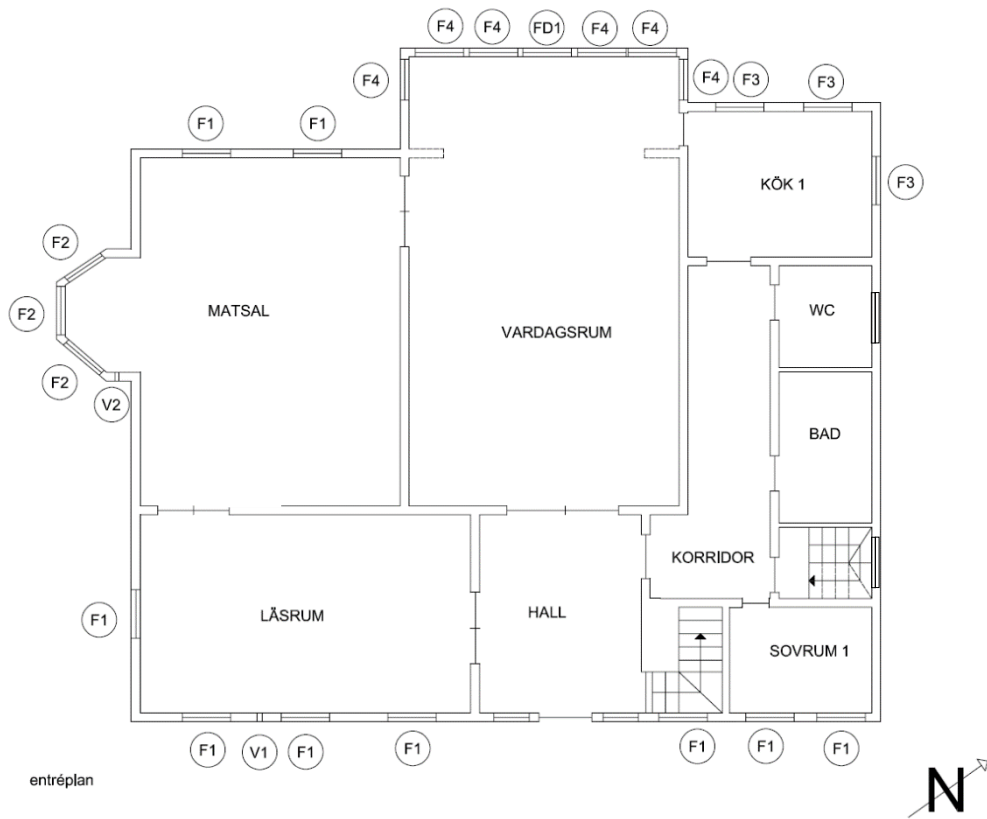 F4 F4 FD1 F4 F4
F4 F4 F3 F3
F1 F1
KÖK 1 F3
F2
F2 MATSAL WC
VARDAGSRUM
F2
V2
BAD
KORRIDOR
F1 LÄSRUM HALL
SOVRUM 1
F1 V1 F1 F1 F1 F1 F1
entréplan
N